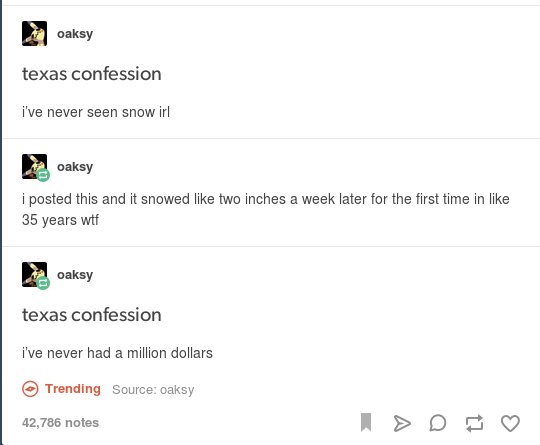 oaksy
texas confession
i've never seen snow irl
oaksy
i posted this and it snowed like two inches a week later for the first time in like
35 years wtf
oaksy
texas confession
i've never had a million dollars
Trending Source: oaksy
42,786 notes